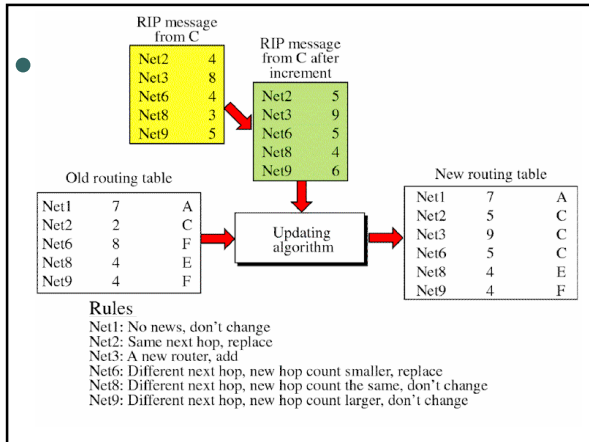 RIP message
from C
Net2 4
Net3 8
Net6 4
Net8 3
Net9 5
RIP message
from C after
increment
Net2 5
Net3 9
Net6 5
Net8 4
Net9 6
Old routing table
Net1 7 A
Net2 2 C
Net6 8 F
Net8 4 E
Net9 4 F
Updating
algorithm
New routing table
Net1 7 A
Net2 5 C
Net3 9 C
Net6 5 C
Net8 4 E
Net9 4 F
Rules
Net1: No news, don't change
Net2: Same next hop, replace
Net3: A new router, add
Net6: Different next hop, new hop count smaller, replace
Net8: Different next hop, new hop count the same, don't change
Net9: Different next hop, new hop count larger, don't change